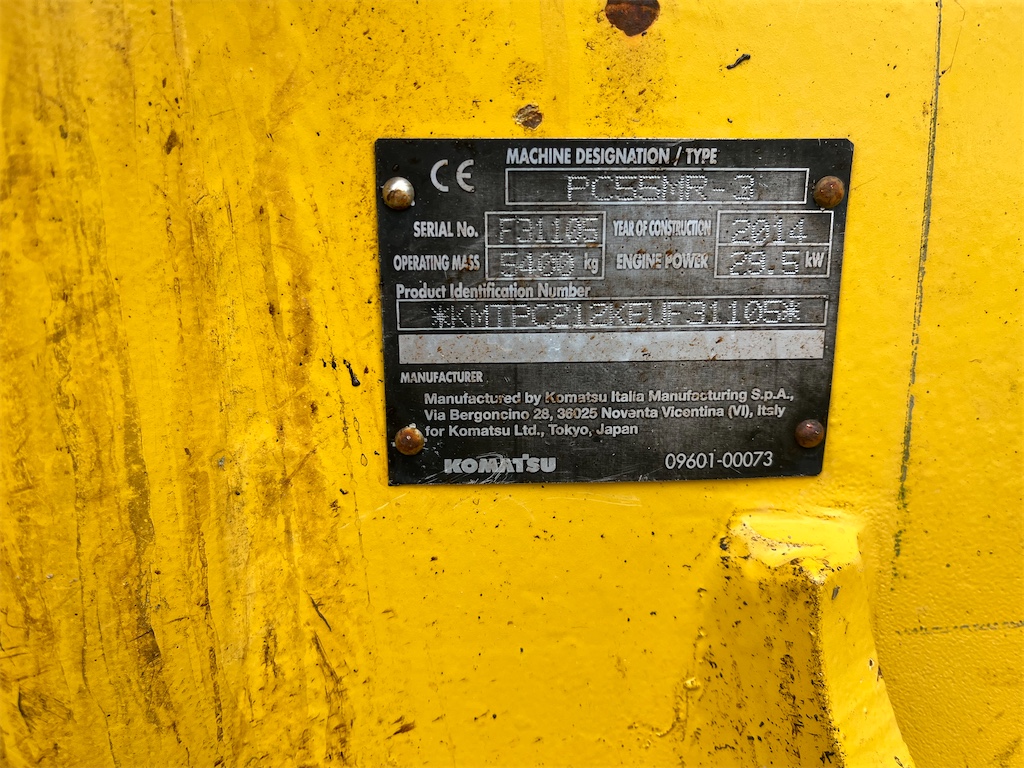 CE MACHINE DESIGNATION / TYPE
PC55MR-3
SERIAL No. F31105 YEAR OF CONSTRUCTION 2014
OPERATING MASS 5400 kg ENGINE POWER 29.5 kW
Product Identification Number
*KMTPC212KEUF31105*
MANUFACTURER
Manufactured by Komatsu Italia Manufacturing S.p.A.,
Via Bergoncino 28, 36025 Noventa Vicentina (VI), Italy
for Komatsu Ltd., Tokyo, Japan
KOMATSU 09601-00073